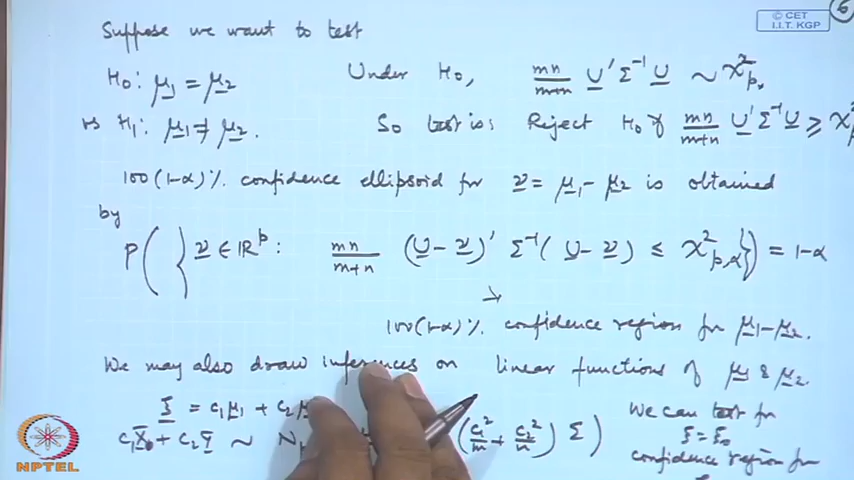 6
© CET
I.I.T. KGP
Suppose we want to test
H₀: μ₁ = μ₂ Under H₀, mn/m+n U' Σ⁻¹ U ~ χ²ₚ.
vs H₁: μ₁ ≠ μ₂. So test is: Reject H₀ if mn/m+n U' Σ⁻¹ U ≥ χ²ₚ
100(1-α)% confidence ellipsoid for ν = μ₁ - μ₂ is obtained
by
P( { ν ∈ ℝᵖ : mn/m+n (U - ν)' Σ⁻¹ (U - ν) ≤ χ²ₚ,α } ) = 1-α
→
100(1-α)% confidence region for μ₁ - μ₂.
We may also draw inferences on linear functions of μ₁ & μ₂.
ξ = c₁μ₁ + c₂μ We can test for
c₁X̄ + c₂Ȳ ~ Nₚ (c₁²/m + c₂²/n) Σ) ξ = ξ₀
confidence region for
NPTEL